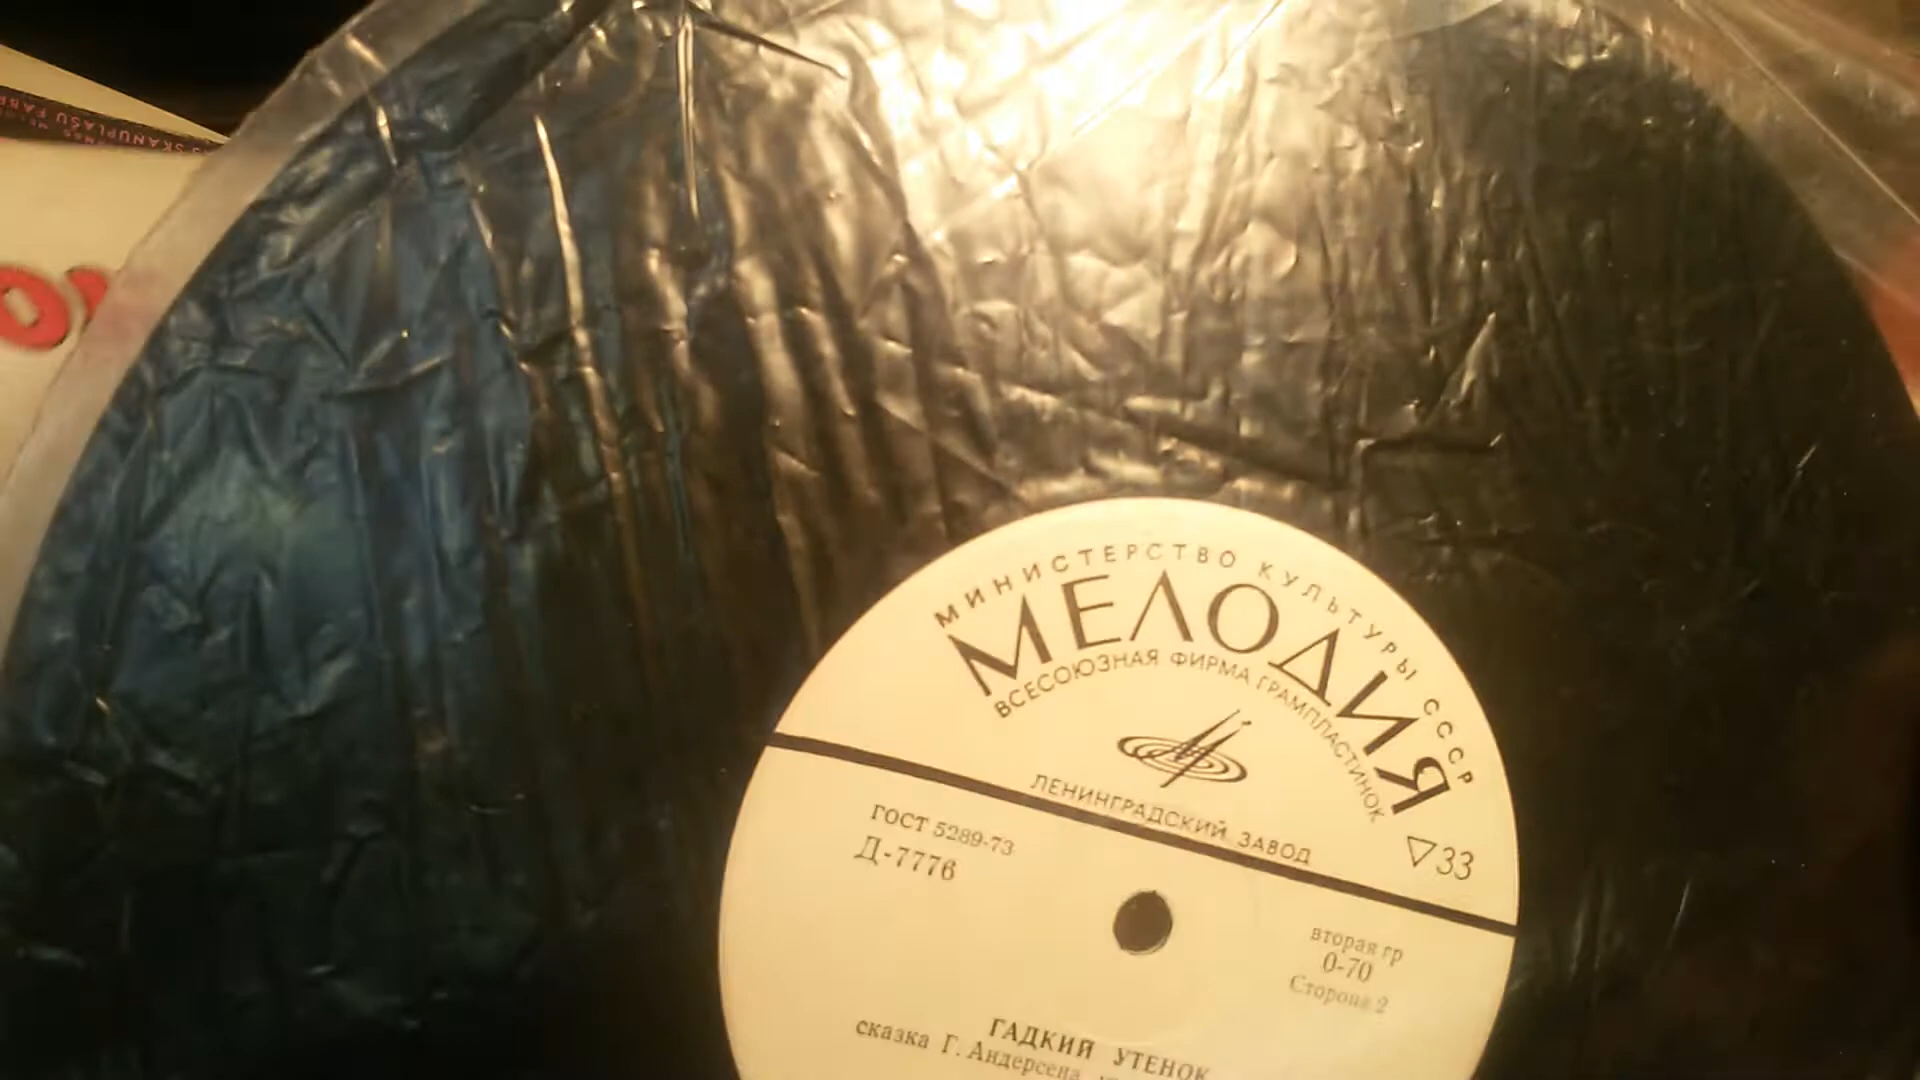 МИНИСТЕРСТВО КУЛЬТУРЫ СССР
МЕЛОДИЯ
ВСЕСОЮЗНАЯ ФИРМА ГРАМПЛАСТИНОК
ЛЕНИНГРАДСКИЙ ЗАВОД
▽33
ГОСТ 5289-73
Д-7776
вторая гр
0-70
Сторона 2
ГАДКИЙ УТЕНОК
сказка Г. Андерсена
SKAŅUPLAŠU